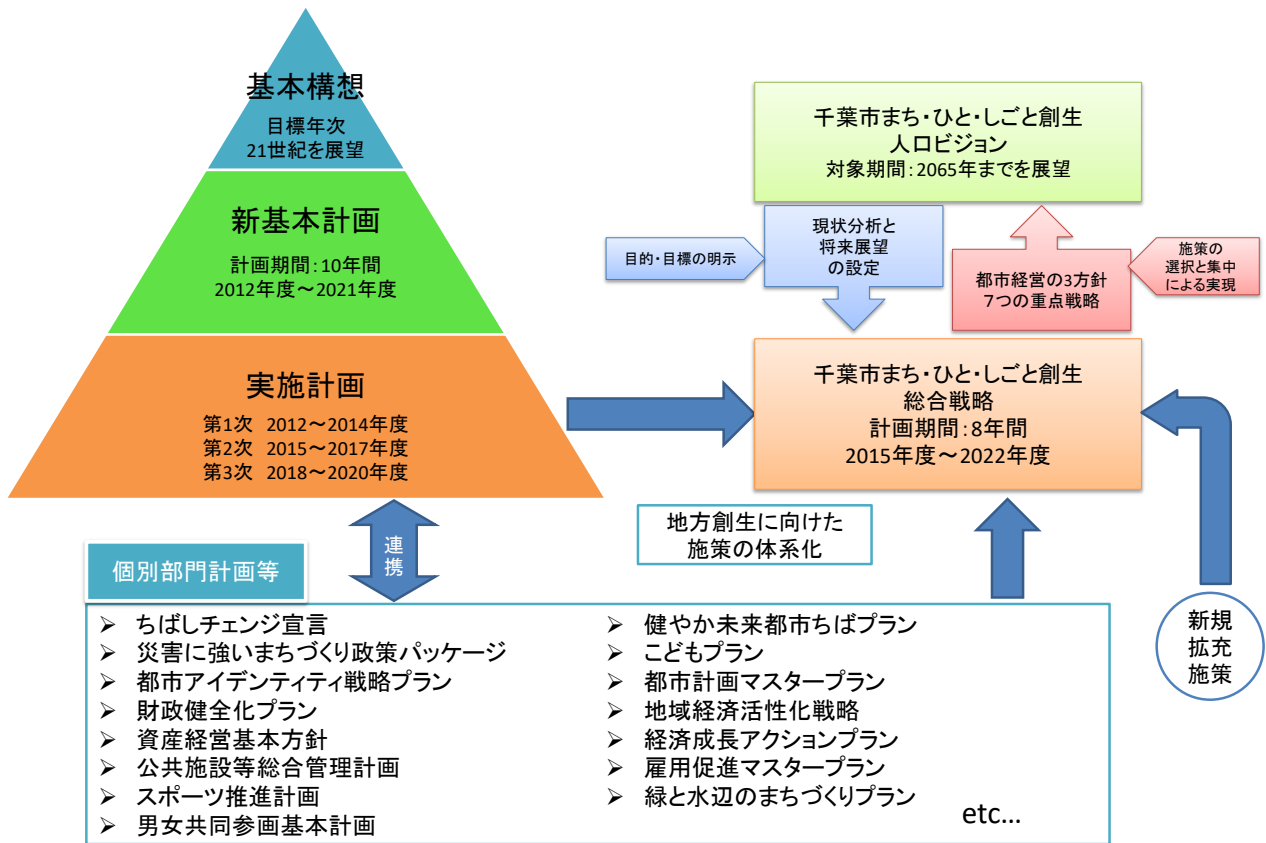 基本構想
目標年次
21世紀を展望
新基本計画
計画期間：10年間
2012年度～2021年度
実施計画
第1次 2012～2014年度
第2次 2015～2017年度
第3次 2018～2020年度
千葉市まち・ひと・しごと創生
人口ビジョン
対象期間：2065年までを展望
目的・目標の明示
現状分析と
将来展望
の設定
都市経営の3方針
７つの重点戦略
施策の
選択と集中
による実現
千葉市まち・ひと・しごと創生
総合戦略
計画期間：8年間
2015年度～2022年度
地方創生に向けた
施策の体系化
連携
個別部門計画等
➢ ちばしチェンジ宣言
➢ 災害に強いまちづくり政策パッケージ
➢ 都市アイデンティティ戦略プラン
➢ 財政健全化プラン
➢ 資産経営基本方針
➢ 公共施設等総合管理計画
➢ スポーツ推進計画
➢ 男女共同参画基本計画
➢ 健やか未来都市ちばプラン
➢ こどもプラン
➢ 都市計画マスタープラン
➢ 地域経済活性化戦略
➢ 経済成長アクションプラン
➢ 雇用促進マスタープラン
➢ 緑と水辺のまちづくりプラン
etc…
新規
拡充
施策